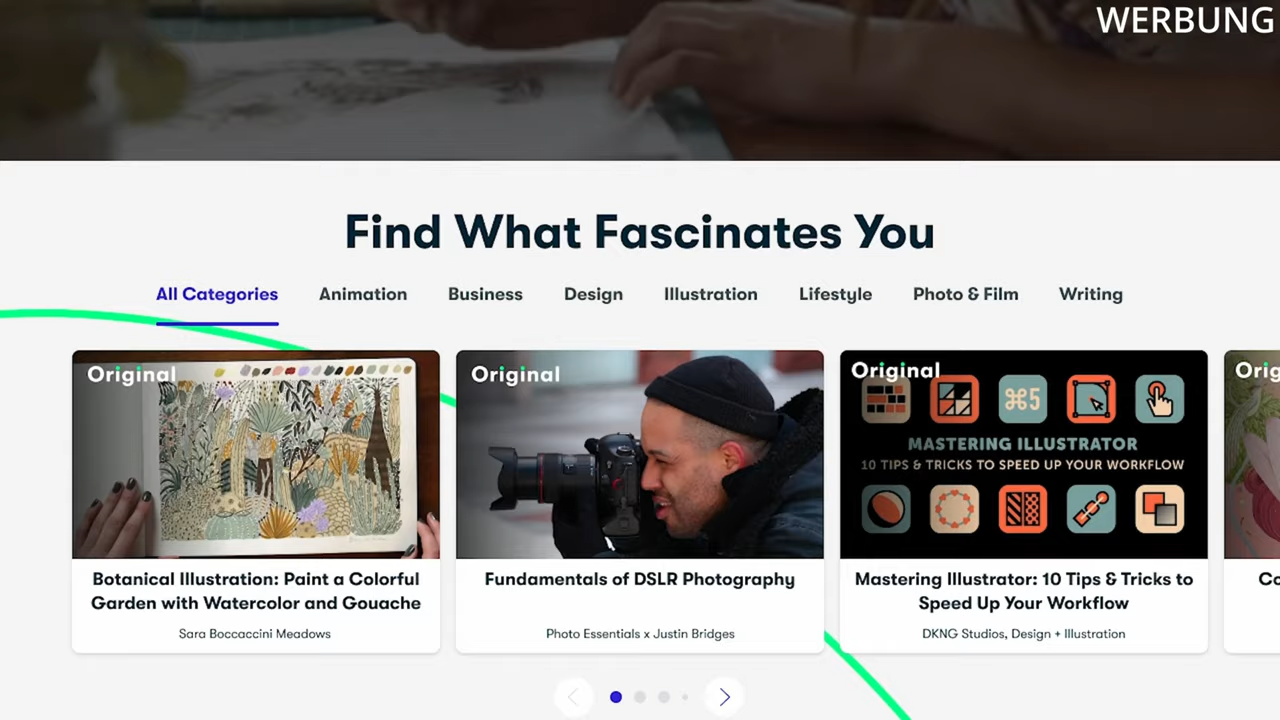 WERBUNG
Find What Fascinates You
All Categories
Animation
Business
Design
Illustration
Lifestyle
Photo & Film
Writing
Original
Botanical Illustration: Paint a Colorful
Garden with Watercolor and Gouache
Sara Boccaccini Meadows
Original
Fundamentals of DSLR Photography
Photo Essentials x Justin Bridges
Original
⌘5
MASTERING ILLUSTRATOR
10 TIPS & TRICKS TO SPEED UP YOUR WORKFLOW
Mastering Illustrator: 10 Tips & Tricks to
Speed Up Your Workflow
DKNG Studios, Design + Illustration
Orig
Co